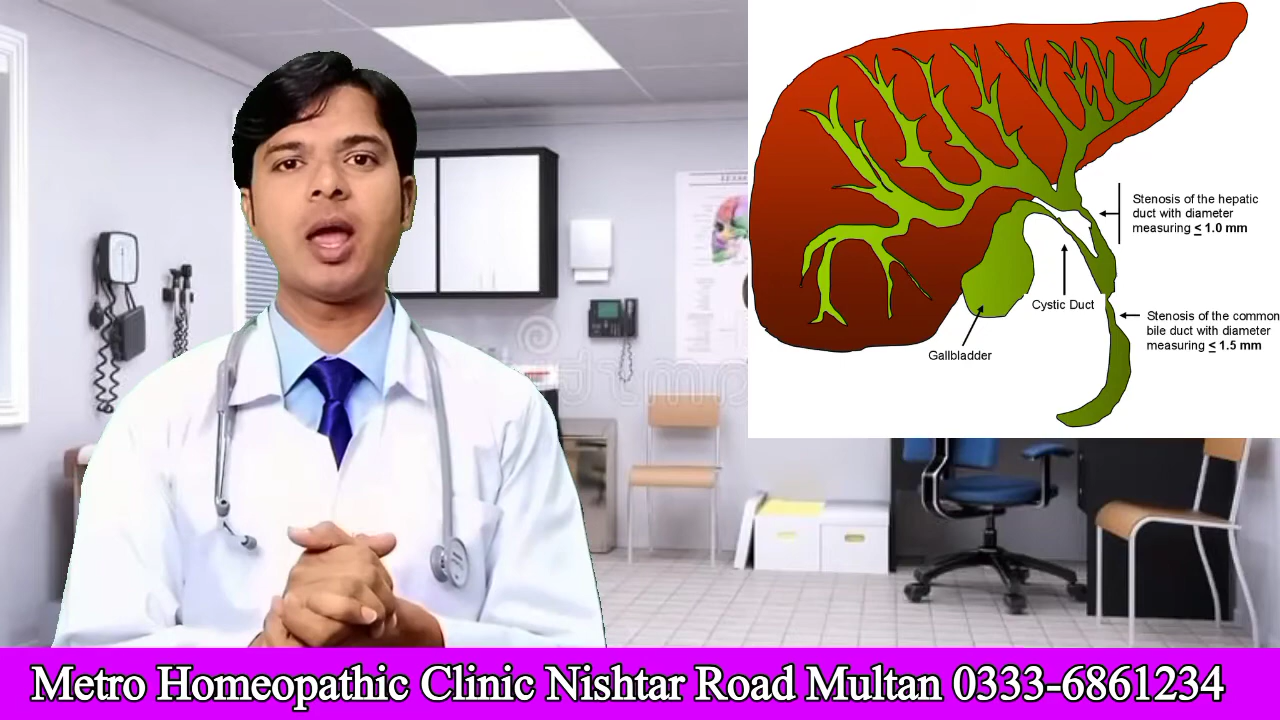 Stenosis of the hepatic
duct with diameter
measuring ≤ 1.0 mm
Cystic Duct
Stenosis of the common
bile duct with diameter
measuring ≤ 1.5 mm
Gallbladder
Metro Homeopathic Clinic Nishtar Road Multan 0333-6861234